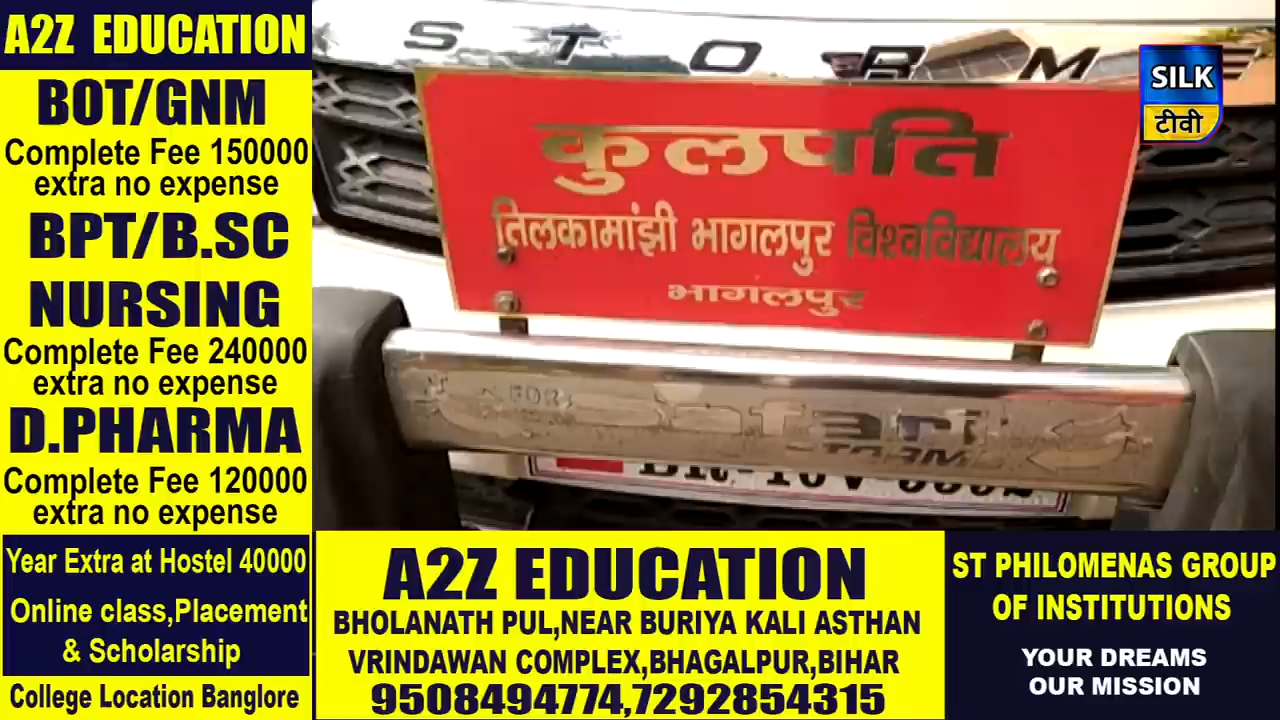 A2Z EDUCATION
BOT/GNM
Complete Fee 150000
extra no expense
BPT/B.SC
NURSING
Complete Fee 240000
extra no expense
D.PHARMA
Complete Fee 120000
extra no expense
Year Extra at Hostel 40000
Online class,Placement
& Scholarship
College Location Banglore
STORME
SILK
टीवी
कुलपति
तिलकामांझी भागलपुर विश्वविद्यालय
भागलपुर
Safari
STORME
A2Z EDUCATION
BHOLANATH PUL,NEAR BURIYA KALI ASTHAN
VRINDAWAN COMPLEX,BHAGALPUR,BIHAR
9508494774,7292854315
ST PHILOMENAS GROUP
OF INSTITUTIONS
YOUR DREAMS
OUR MISSION